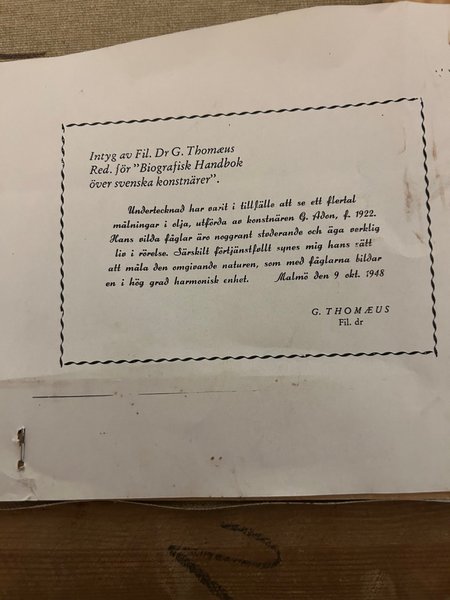 Intyg av Fil. Dr G. Thomæus
Red. för "Biografisk Handbok
över svenska konstnärer".
Undertecknad har varit i tillfälle att se ett flertal
målningar i olja, utförda av konstnären G. Adon, f. 1922.
Hans vilda fåglar äro noggrant studerande och äga verklig
liv i rörelse. Särskilt förtjänstfullt synes mig hans sätt
att måla den omgivande naturen, som med fåglarna bildar
en i hög grad harmonisk enhet. Malmö den 9 okt. 1948
G. THOMÆUS
Fil. dr